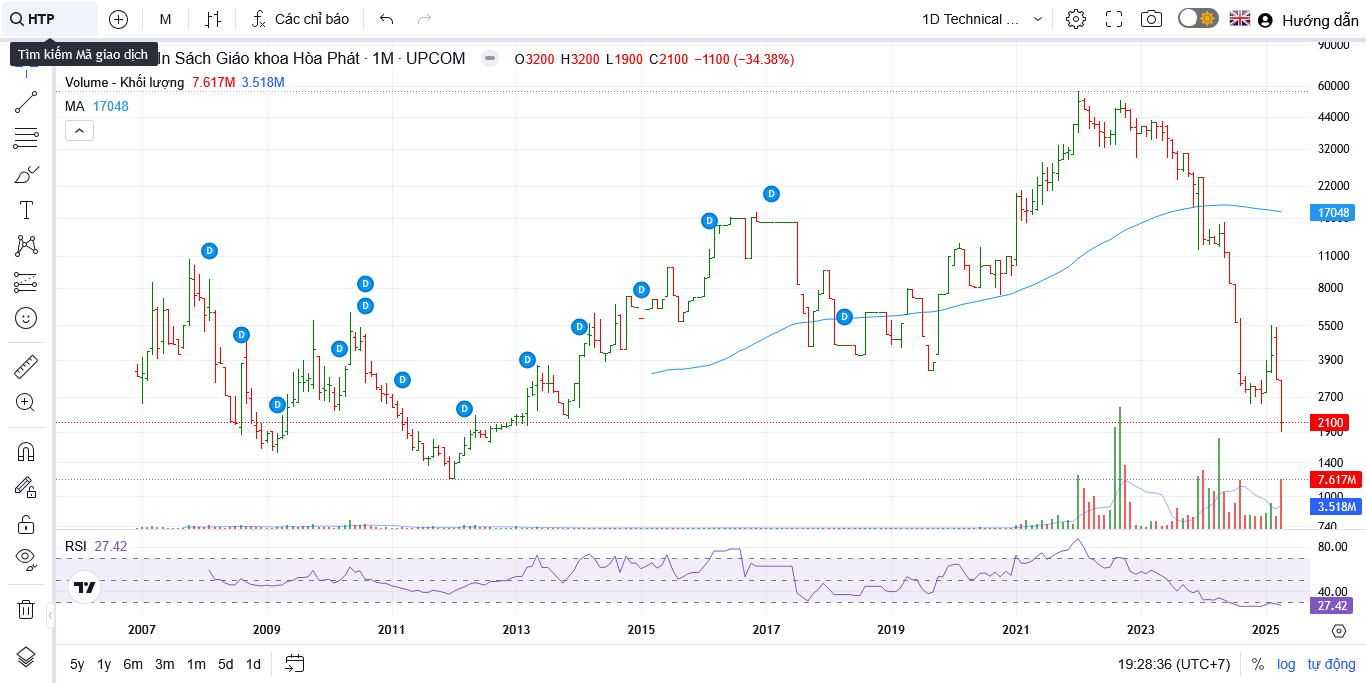 HTP
M
Các chỉ báo
1D Technical ...
Hướng dẫn
Tìm kiếm Mã giao dịch
In Sách Giáo khoa Hòa Phát · 1M · UPCOM
O3200 H3200 L1900 C2100 −1100 (−34.38%)
Volume - Khối lượng 7.617M 3.518M
MA 17048
90000
60000
44000
32000
22000
17048
11000
8000
5500
3900
2700
2100
1400
7.617M
1000
3.518M
740
D
D
D
D
D
D
D
D
D
D
D
D
D
RSI 27.42
80.00
40.00
27.42
2007 2009 2011 2013 2015 2017 2019 2021 2023 2025
5y 1y 6m 3m 1m 5d 1d
19:28:36 (UTC+7) % log tự động